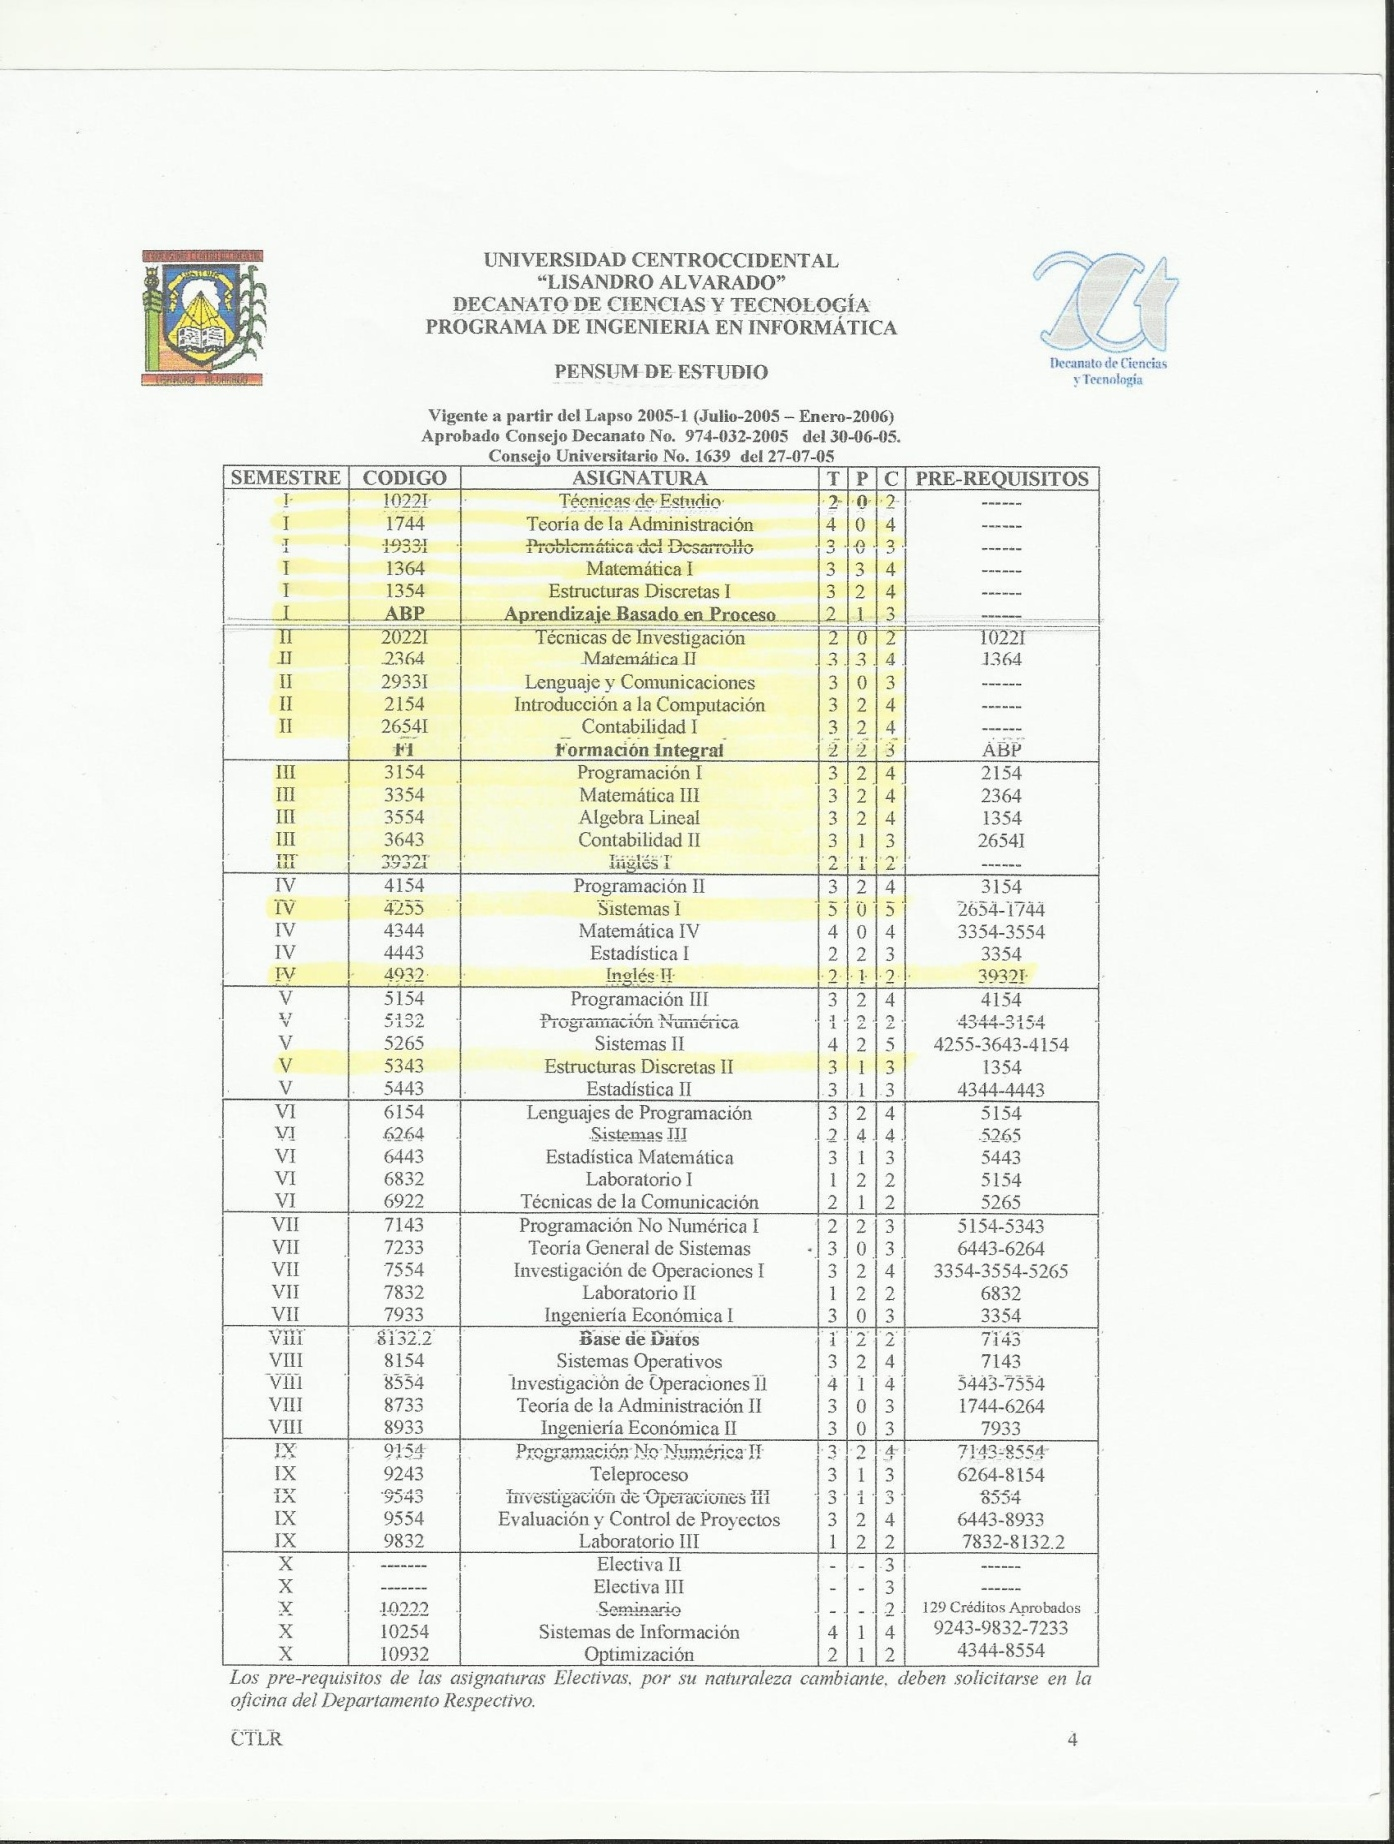 UNIVERSIDAD CENTROCCIDENTAL
“LISANDRO ALVARADO”
DECANATO DE CIENCIAS Y TECNOLOGÍA
PROGRAMA DE INGENIERIA EN INFORMÁTICA
Decanato de Ciencias
y Tecnología
PENSUM DE ESTUDIO
Vigente a partir del Lapso 2005-1 (Julio-2005 – Enero-2006)
Aprobado Consejo Decanato No. 974-032-2005 del 30-06-05.
Consejo Universitario No. 1639 del 27-07-05
SEMESTRE CODIGO ASIGNATURA T P C PRE-REQUISITOS
I 1022I Técnicas de Estudio 2 0 2 ------
I 1744 Teoría de la Administración 4 0 4 ------
I 1933I Problemática del Desarrollo 3 0 3 ------
I 1364 Matemática I 3 3 4 ------
I 1354 Estructuras Discretas I 3 2 4 ------
I ABP Aprendizaje Basado en Proceso 2 1 3 ------
II 2022I Técnicas de Investigación 2 0 2 1022I
II 2364 Matemática II 3 3 4 1364
II 2933I Lenguaje y Comunicaciones 3 0 3 ------
II 2154 Introducción a la Computación 3 2 4 ------
II 2654I Contabilidad I 3 2 4 ------
FI Formación Integral 2 2 3 ABP
III 3154 Programación I 3 2 4 2154
III 3354 Matemática III 3 2 4 2364
III 3554 Algebra Lineal 3 2 4 1354
III 3643 Contabilidad II 3 1 3 2654I
III 3932I Inglés I 2 1 2 ------
IV 4154 Programación II 3 2 4 3154
IV 4255 Sistemas I 5 0 5 2654-1744
IV 4344 Matemática IV 4 0 4 3354-3554
IV 4443 Estadística I 2 2 3 3354
IV 4932 Inglés II 2 1 2 3932I
V 5154 Programación III 3 2 4 4154
V 5132 Programación Numérica 1 2 2 4344-3154
V 5265 Sistemas II 4 2 5 4255-3643-4154
V 5343 Estructuras Discretas II 3 1 3 1354
V 5443 Estadística II 3 1 3 4344-4443
VI 6154 Lenguajes de Programación 3 2 4 5154
VI 6264 Sistemas III 2 4 4 5265
VI 6443 Estadística Matemática 3 1 3 5443
VI 6832 Laboratorio I 1 2 2 5154
VI 6922 Técnicas de la Comunicación 2 1 2 5265
VII 7143 Programación No Numérica I 2 2 3 5154-5343
VII 7233 Teoría General de Sistemas 3 0 3 6443-6264
VII 7554 Investigación de Operaciones I 3 2 4 3354-3554-5265
VII 7832 Laboratorio II 1 2 2 6832
VII 7933 Ingeniería Económica I 3 0 3 3354
VIII 8132.2 Base de Datos 1 2 2 7143
VIII 8154 Sistemas Operativos 3 2 4 7143
VIII 8554 Investigación de Operaciones II 4 1 4 5443-7554
VIII 8733 Teoría de la Administración II 3 0 3 1744-6264
VIII 8933 Ingeniería Económica II 3 0 3 7933
IX 9154 Programación No Numérica II 3 2 4 7143-8554
IX 9243 Teleproceso 3 1 3 6264-8154
IX 9543 Investigación de Operaciones III 3 1 3 8554
IX 9554 Evaluación y Control de Proyectos 3 2 4 6443-8933
IX 9832 Laboratorio III 1 2 2 7832-8132.2
X ------- Electiva II - - 3 ------
X ------- Electiva III - - 3 ------
X 10222 Seminario - - 2 129 Créditos Aprobados
X 10254 Sistemas de Información 4 1 4 9243-9832-7233
X 10932 Optimización 2 1 2 4344-8554
Los pre-requisitos de las asignaturas Electivas, por su naturaleza cambiante, deben solicitarse en la
oficina del Departamento Respectivo.
CTLR 4